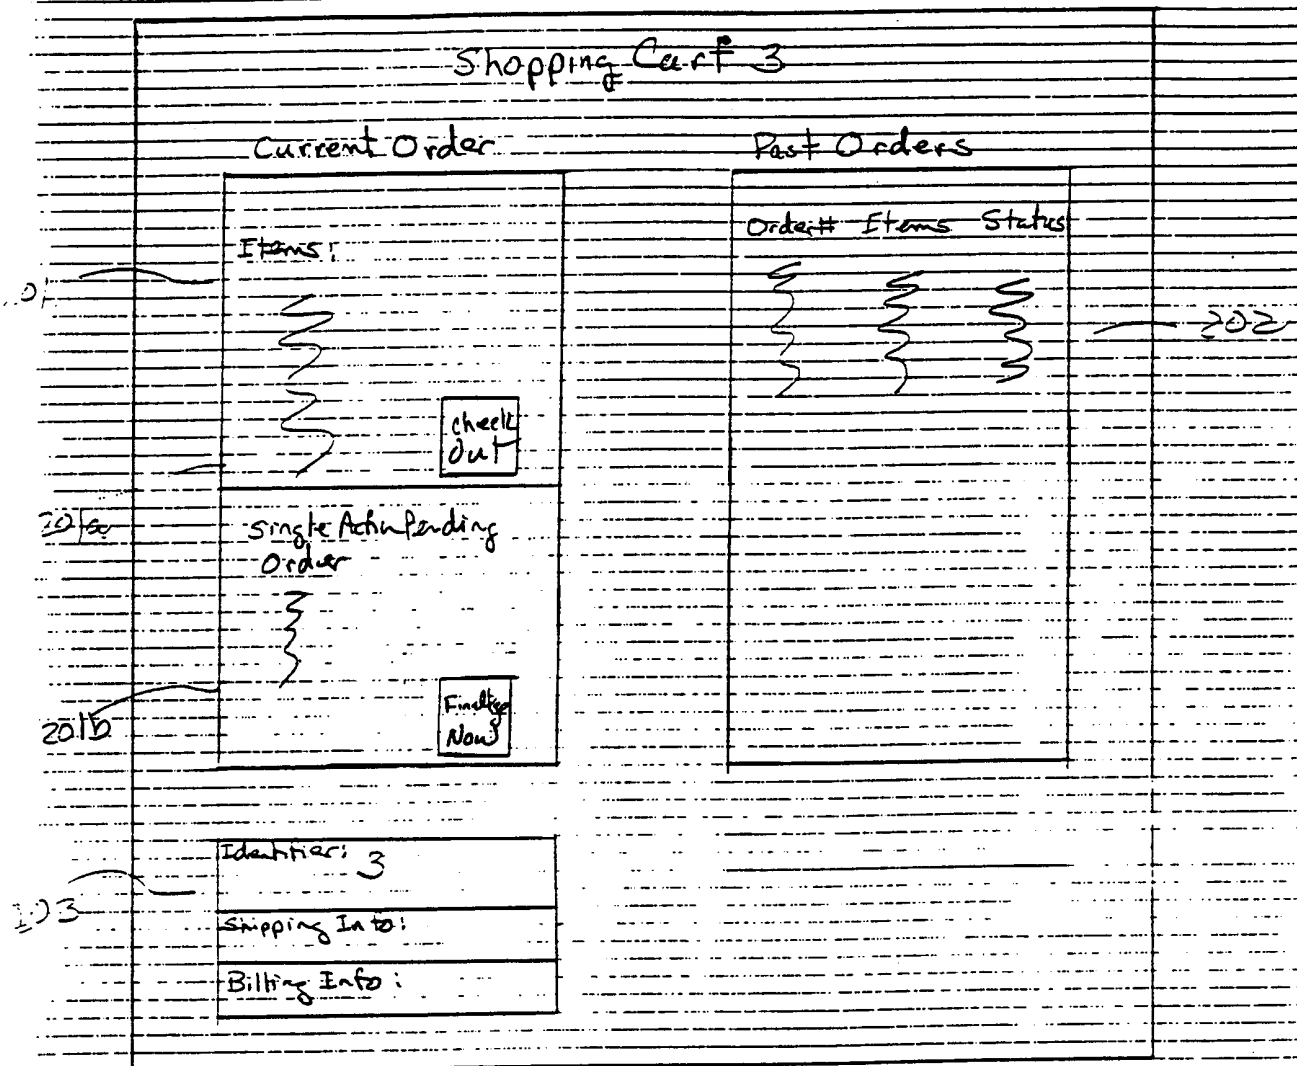 Shopping Cart 3
Current Order
Past Orders
Items:
Order# Items Status
202
Check
Out
201a
Single Action Pending
Order
201b
Finalize
Now
Identifier: 3
Shipping Info:
Billing Info: